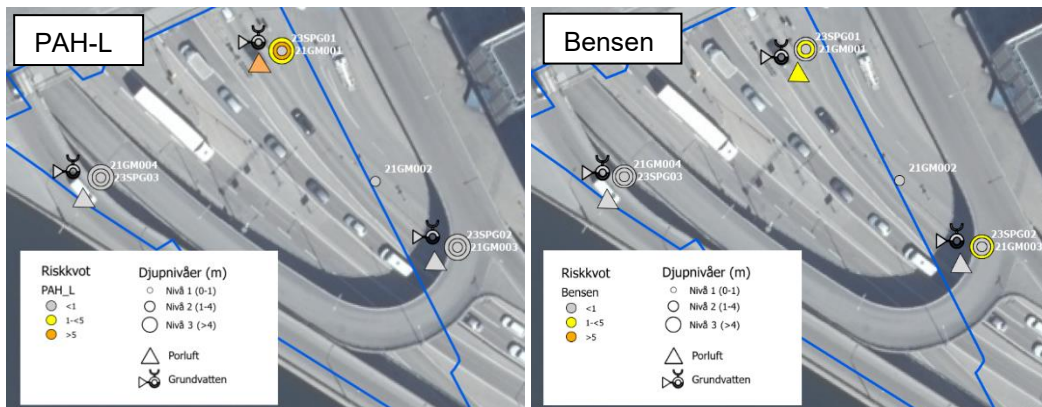 PAH-L
23SPG01
21GM001
21GM004
23SPG03
21GM002
23SPG02
21GM003
Riskkvot
PAH_L
<1
1-<5
>5
Djupnivåer (m)
Nivå 1 (0-1)
Nivå 2 (1-4)
Nivå 3 (>4)
Porluft
Grundvatten
Bensen
23SPG01
21GM001
21GM004
23SPG03
21GM002
23SPG02
21GM003
Riskkvot
Bensen
<1
1-<5
>5
Djupnivåer (m)
Nivå 1 (0-1)
Nivå 2 (1-4)
Nivå 3 (>4)
Porluft
Grundvatten